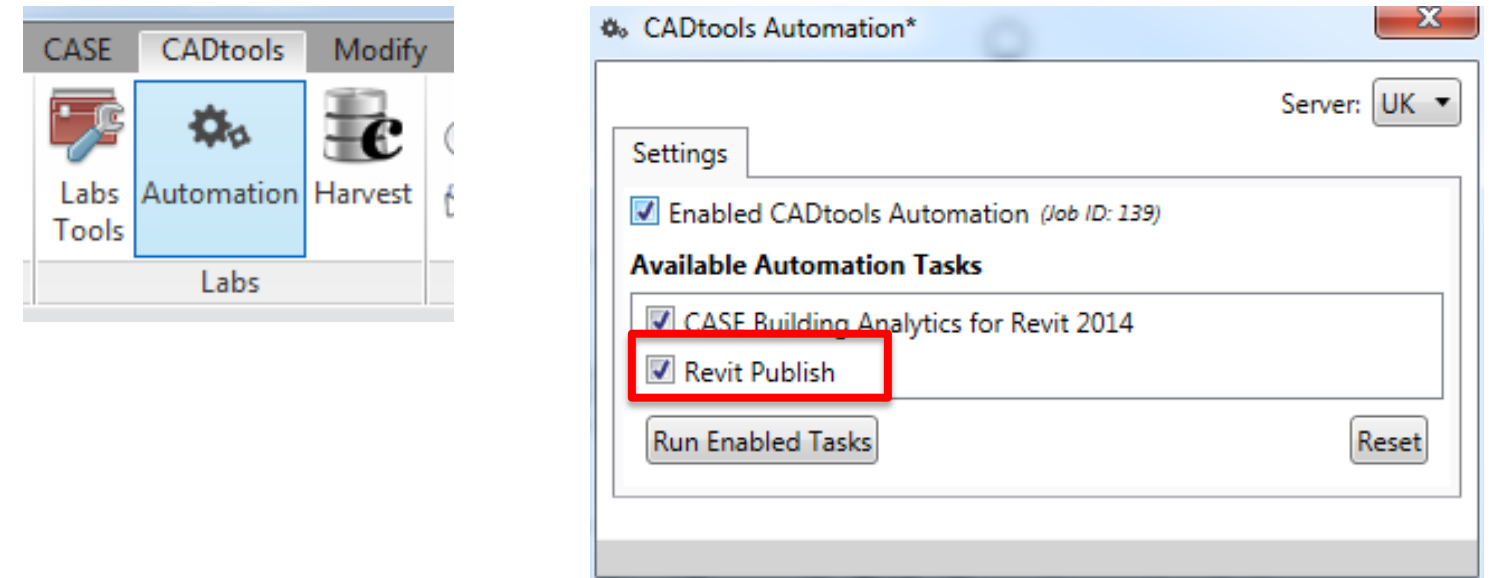 CASE CADtools Modify
Labs Tools
Automation
Harvest
Labs
CADtools Automation*
Server: UK
Settings
Enabled CADtools Automation (Job ID: 139)
Available Automation Tasks
CASE Building Analytics for Revit 2014
Revit Publish
Run Enabled Tasks
Reset